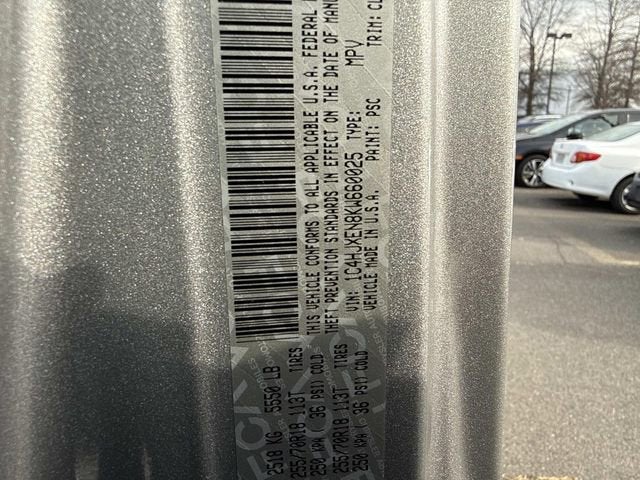 2518 KG 5550 LB
255/70R18 113T TIRES
250 KPA ( 36 PSI) COLD
255/70R18 113T TIRES
250 KPA ( 36 PSI) COLD
THIS VEHICLE CONFORMS TO ALL APPLICABLE U.S.A. FEDERAL
THEFT PREVENTION STANDARDS IN EFFECT ON THE DATE OF MAN
VIN: 1C4HJXEN8KW660025 TYPE: MPV
VEHICLE MADE IN U.S.A. PAINT: PSC TRIM: CL